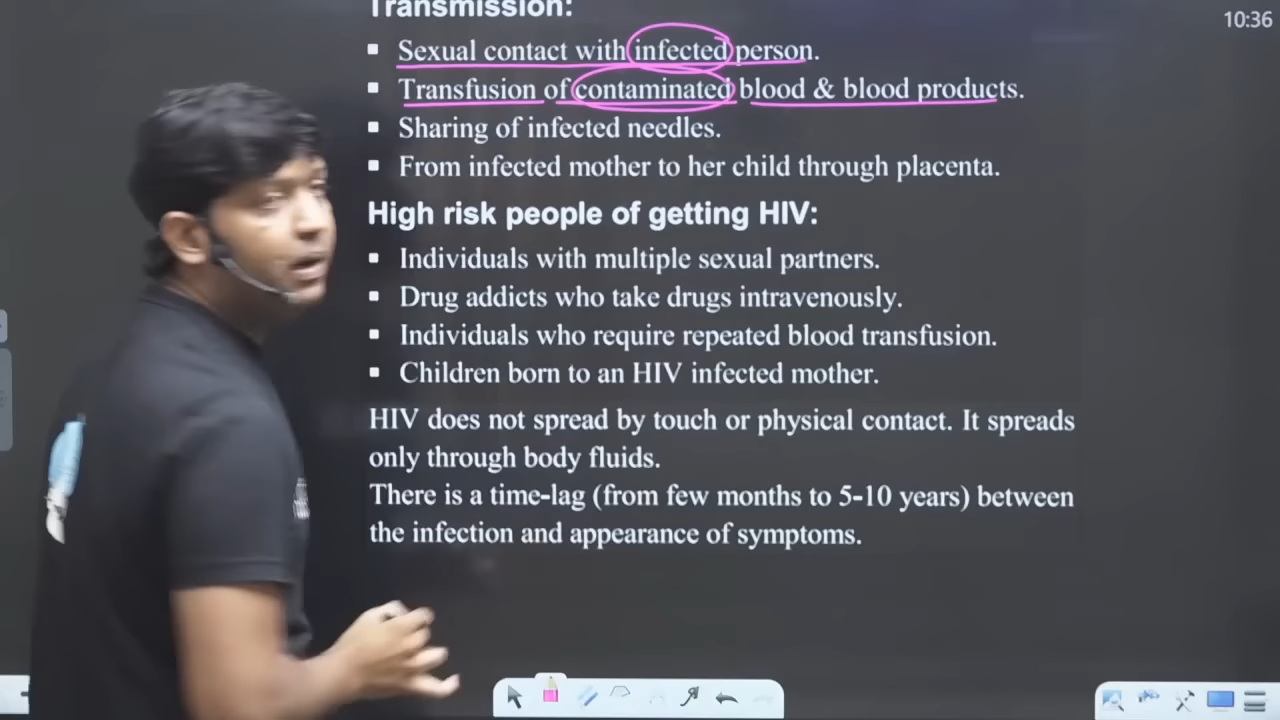 10:36
Transmission:
▪ Sexual contact with infected person.
▪ Transfusion of contaminated blood & blood products.
▪ Sharing of infected needles.
▪ From infected mother to her child through placenta.
High risk people of getting HIV:
▪ Individuals with multiple sexual partners.
▪ Drug addicts who take drugs intravenously.
▪ Individuals who require repeated blood transfusion.
▪ Children born to an HIV infected mother.
HIV does not spread by touch or physical contact. It spreads
only through body fluids.
There is a time-lag (from few months to 5-10 years) between
the infection and appearance of symptoms.